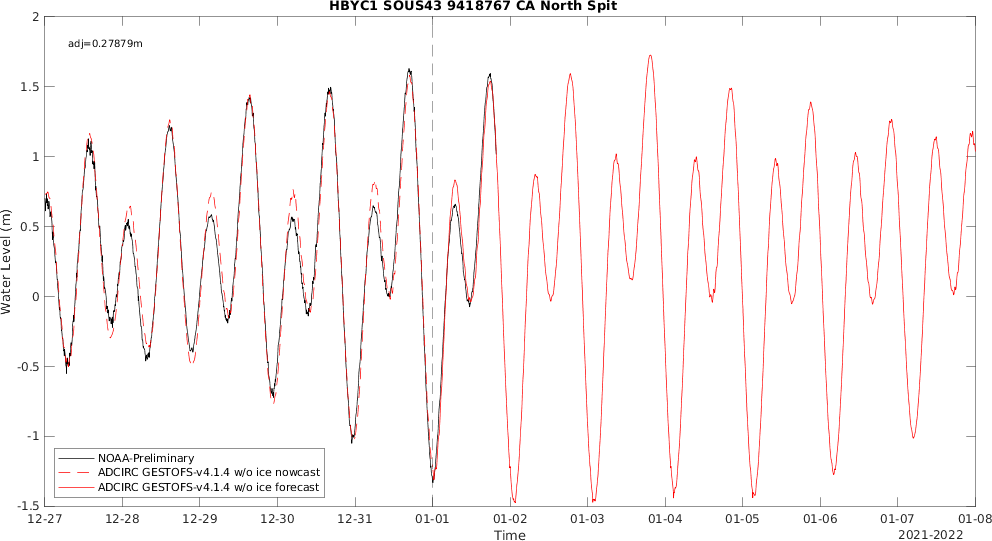 HBYC1 SOUS43 9418767 CA North Spit
adj=0.27879m
2
1.5
1
0.5
0
-0.5
-1
-1.5
Water Level (m)
NOAA-Preliminary
ADCIRC GESTOFS-v4.1.4 w/o ice nowcast
ADCIRC GESTOFS-v4.1.4 w/o ice forecast
12-27 12-28 12-29 12-30 12-31 01-01 01-02 01-03 01-04 01-05 01-06 01-07 01-08
Time
2021-2022